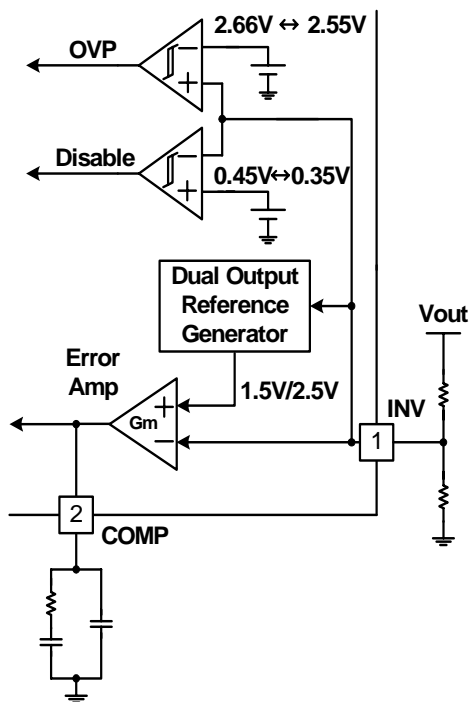 2.66V ↔ 2.55V
OVP
−
+
Disable
−
+
0.45V↔0.35V
Dual Output
Reference
Generator
Vout
Error
Amp
1.5V/2.5V
INV
+
Gm
−
1
2
COMP